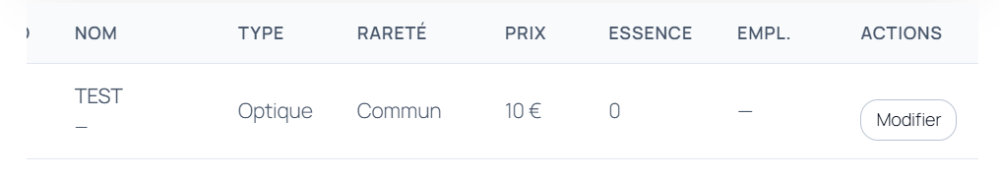 NOM TYPE RARETÉ PRIX ESSENCE EMPL. ACTIONS
TEST
— Optique Commun 10 € 0 — Modifier